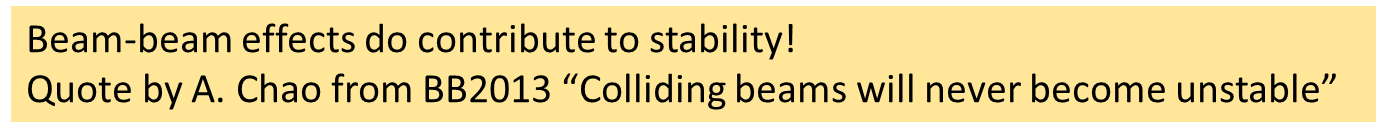 Beam-beam effects do contribute to stability!
Quote by A. Chao from BB2013 “Colliding beams will never become unstable”